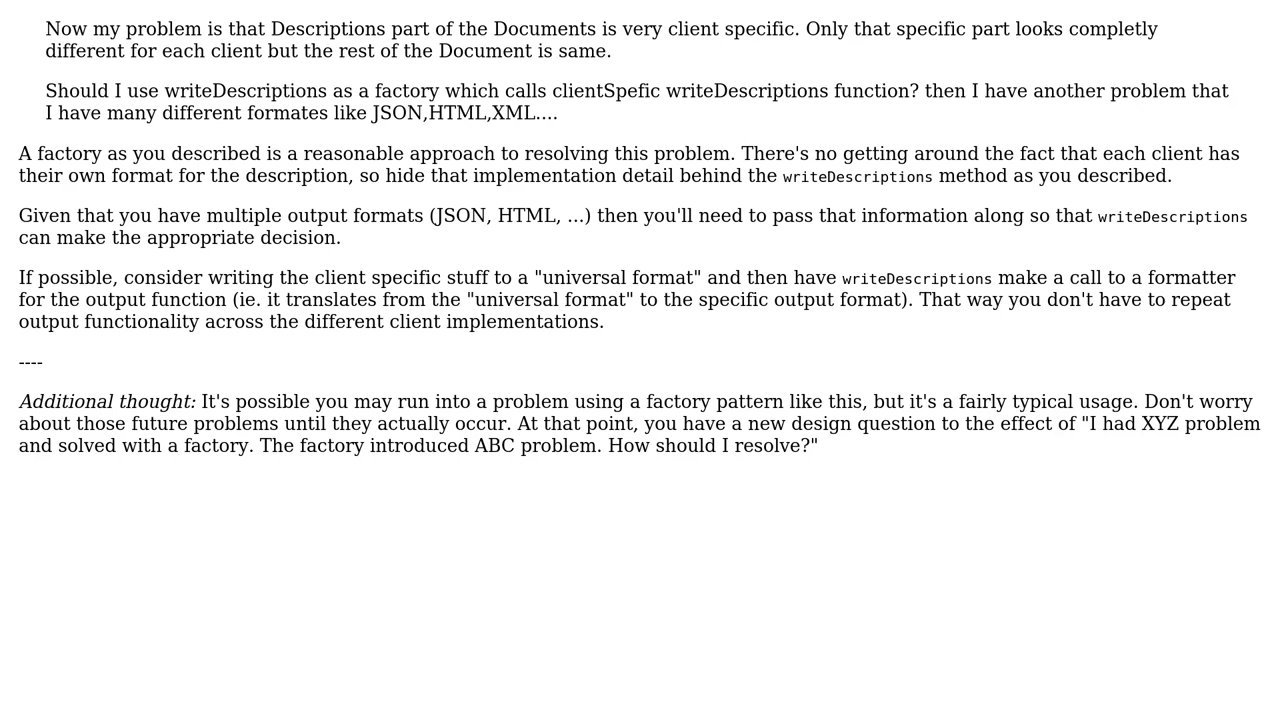 Now my problem is that Descriptions part of the Documents is very client specific. Only that specific part looks completly
different for each client but the rest of the Document is same.
Should I use writeDescriptions as a factory which calls clientSpefic writeDescriptions function? then I have another problem that
I have many different formates like JSON,HTML,XML....
A factory as you described is a reasonable approach to resolving this problem. There's no getting around the fact that each client has
their own format for the description, so hide that implementation detail behind the writeDescriptions method as you described.
Given that you have multiple output formats (JSON, HTML, ...) then you'll need to pass that information along so that writeDescriptions
can make the appropriate decision.
If possible, consider writing the client specific stuff to a "universal format" and then have writeDescriptions make a call to a formatter
for the output function (ie. it translates from the "universal format" to the specific output format). That way you don't have to repeat
output functionality across the different client implementations.
----
Additional thought: It's possible you may run into a problem using a factory pattern like this, but it's a fairly typical usage. Don't worry
about those future problems until they actually occur. At that point, you have a new design question to the effect of "I had XYZ problem
and solved with a factory. The factory introduced ABC problem. How should I resolve?"